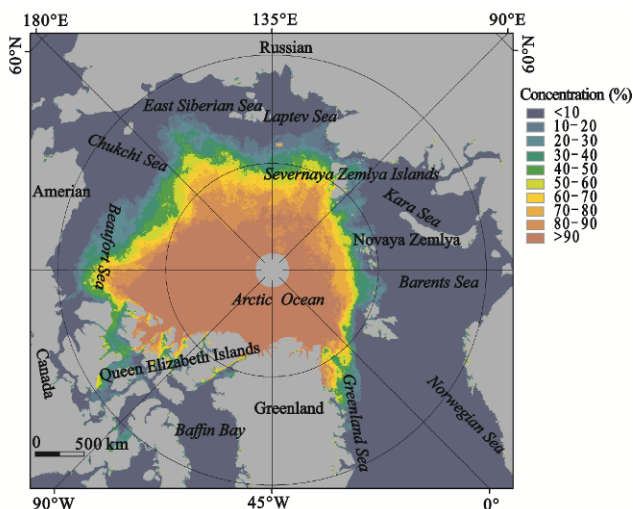 180°E
135°E
90°E
60°N
60°N
Russian
Concentration (%)
<10
10-20
20-30
30-40
40-50
50-60
60-70
70-80
80-90
>90
East Siberian Sea
Laptev Sea
Chukchi Sea
Severnaya Zemlya Islands
Amerian
Kara Sea
Beaufort Sea
Novaya Zemlya
Barents Sea
Arctic Ocean
Queen Elizabeth Islands
Canada
Greenland
Greenland Sea
Norwegian Sea
Baffin Bay
0 500 km
90°W
45°W
0°